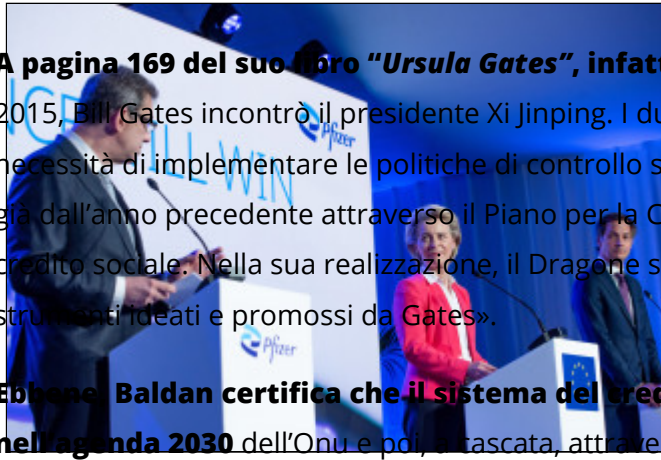 A pagina 169 del suo libro “Ursula Gates”, infatt
2015, Bill Gates incontrò il presidente Xi Jinping. I du
necessità di implementare le politiche di controllo s
già dall'anno precedente attraverso il Piano per la C
credito sociale. Nella sua realizzazione, il Dragone s
strumenti ideati e promossi da Gates».
Ebbene, Baldan certifica che il sistema del cred
nell'agenda 2030 dell'Onu e poi, a cascata, attrave
WILL WIN
Pfizer
Pfizer